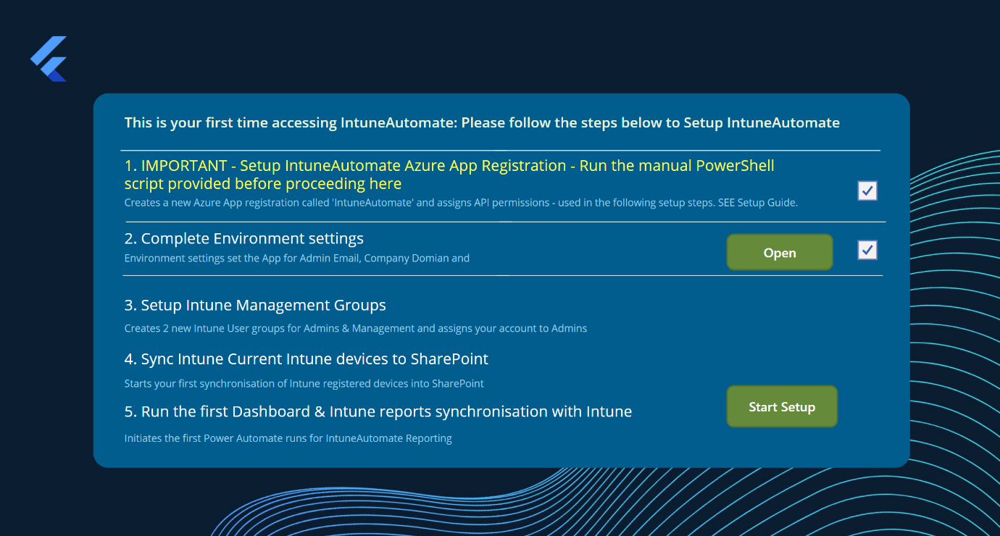 This is your first time accessing IntuneAutomate: Please follow the steps below to Setup IntuneAutomate
1. IMPORTANT - Setup IntuneAutomate Azure App Registration - Run the manual PowerShell
script provided before proceeding here
Creates a new Azure App registration called 'IntuneAutomate' and assigns API permissions - used in the following setup steps. SEE Setup Guide.
2. Complete Environment settings
Environment settings set the App for Admin Email, Company Domian and
Open
3. Setup Intune Management Groups
Creates 2 new Intune User groups for Admins & Management and assigns your account to Admins
4. Sync Intune Current Intune devices to SharePoint
Starts your first synchronisation of Intune registered devices into SharePoint
5. Run the first Dashboard & Intune reports synchronisation with Intune
Start Setup
Initiates the first Power Automate runs for IntuneAutomate Reporting